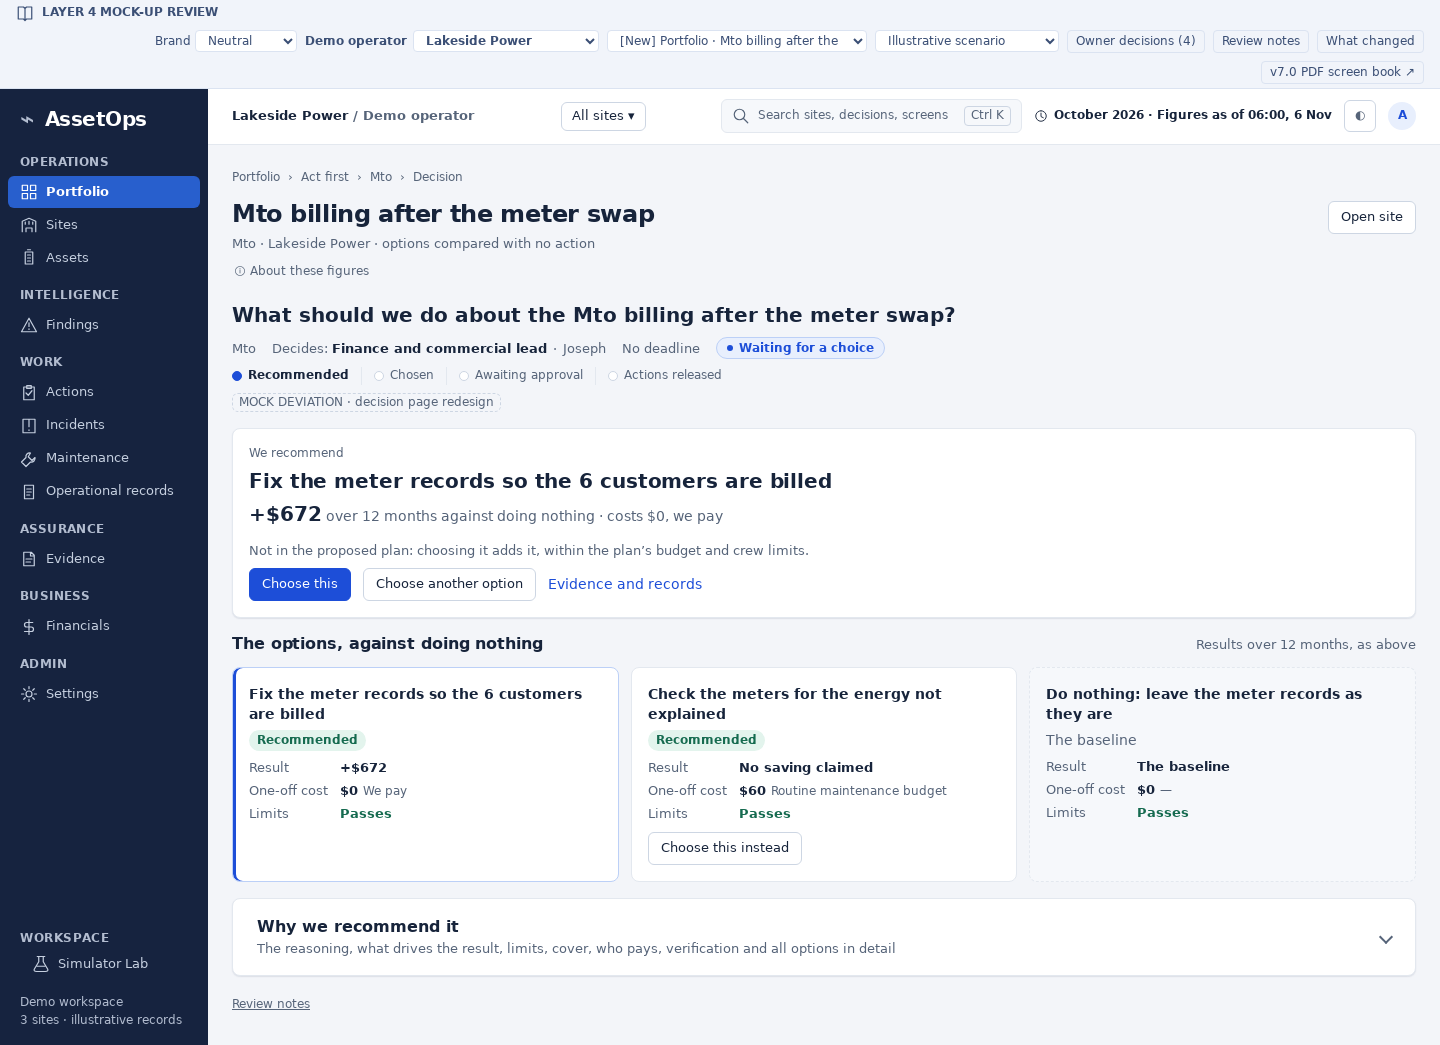 LAYER 4 MOCK-UP REVIEW
Brand Neutral Demo operator Lakeside Power [New] Portfolio · Mto billing after the Illustrative scenario Owner decisions (4) Review notes What changed
v7.0 PDF screen book ↗
AssetOps
OPERATIONS
Portfolio
Sites
Assets
INTELLIGENCE
Findings
WORK
Actions
Incidents
Maintenance
Operational records
ASSURANCE
Evidence
BUSINESS
Financials
ADMIN
Settings
WORKSPACE
Simulator Lab
Demo workspace
3 sites · illustrative records
Lakeside Power / Demo operator All sites ▾ Search sites, decisions, screens Ctrl K October 2026 · Figures as of 06:00, 6 Nov A
Portfolio › Act first › Mto › Decision
Mto billing after the meter swap
Open site
Mto · Lakeside Power · options compared with no action
About these figures
What should we do about the Mto billing after the meter swap?
Mto Decides: Finance and commercial lead · Joseph No deadline Waiting for a choice
Recommended Chosen Awaiting approval Actions released
MOCK DEVIATION · decision page redesign
We recommend
Fix the meter records so the 6 customers are billed
+$672 over 12 months against doing nothing · costs $0, we pay
Not in the proposed plan: choosing it adds it, within the plan’s budget and crew limits.
Choose this Choose another option Evidence and records
The options, against doing nothing
Results over 12 months, as above
Fix the meter records so the 6 customers
are billed
Recommended
Result +$672
One-off cost $0 We pay
Limits Passes
Check the meters for the energy not
explained
Recommended
Result No saving claimed
One-off cost $60 Routine maintenance budget
Limits Passes
Choose this instead
Do nothing: leave the meter records as
they are
The baseline
Result The baseline
One-off cost $0 —
Limits Passes
Why we recommend it
The reasoning, what drives the result, limits, cover, who pays, verification and all options in detail
Review notes